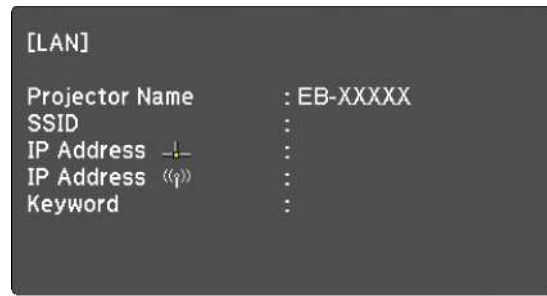 [LAN]
Projector Name : EB-XXXXX
SSID :
IP Address :
IP Address :
Keyword :